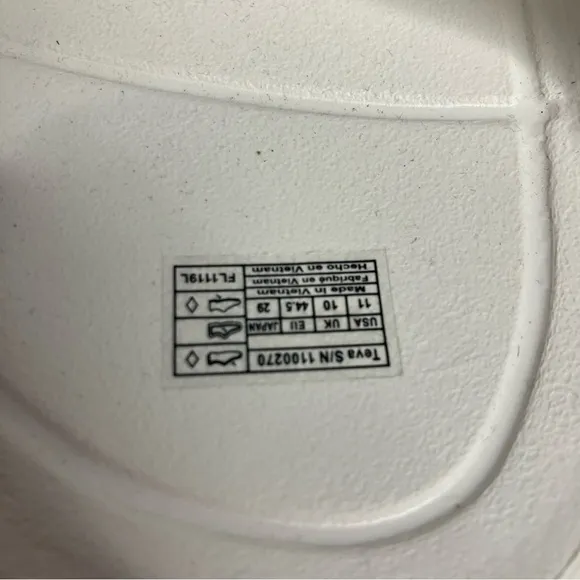 Teva S/N 1100270
USA UK EU JAPAN
11 10 44.5 29
Made in Vietnam
Fabriqué en Vietnam
Hecho en Vietnam
FL1119L